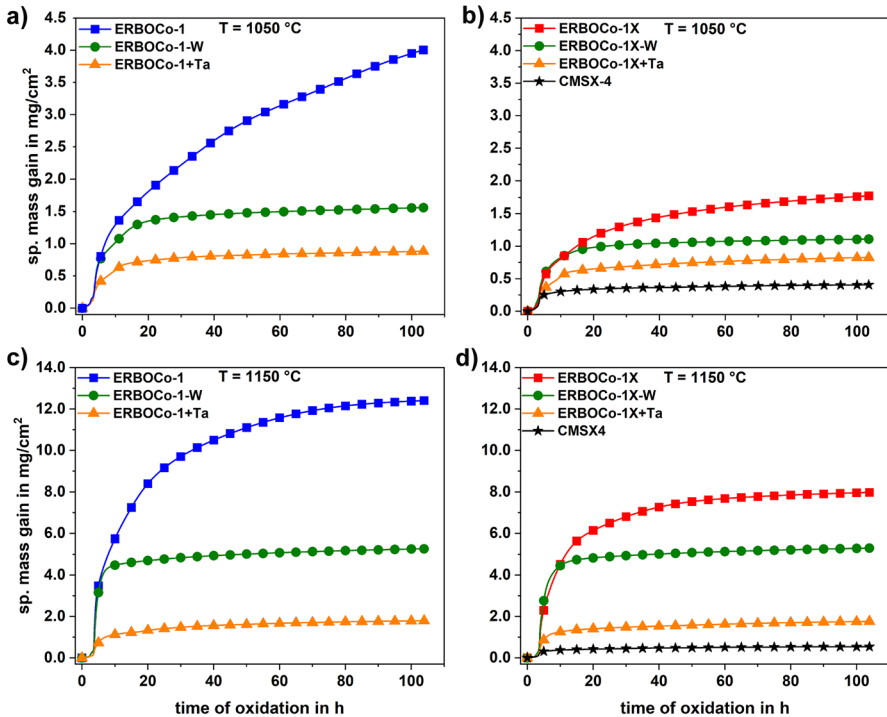 a)
T = 1050 °C
ERBOCo-1
ERBOCo-1-W
ERBOCo-1+Ta
sp. mass gain in mg/cm²
4.5
4.0
3.5
3.0
2.5
2.0
1.5
1.0
0.5
0.0
0 20 40 60 80 100
b)
T = 1050 °C
ERBOCo-1X
ERBOCo-1X-W
ERBOCo-1X+Ta
CMSX-4
4.5
4.0
3.5
3.0
2.5
2.0
1.5
1.0
0.5
0.0
0 20 40 60 80 100
c)
T = 1150 °C
ERBOCo-1
ERBOCo-1-W
ERBOCo-1+Ta
sp. mass gain in mg/cm²
14.0
12.0
10.0
8.0
6.0
4.0
2.0
0.0
0 20 40 60 80 100
time of oxidation in h
d)
T = 1150 °C
ERBOCo-1X
ERBOCo-1X-W
ERBOCo-1X+Ta
CMSX4
14.0
12.0
10.0
8.0
6.0
4.0
2.0
0.0
0 20 40 60 80 100
time of oxidation in h